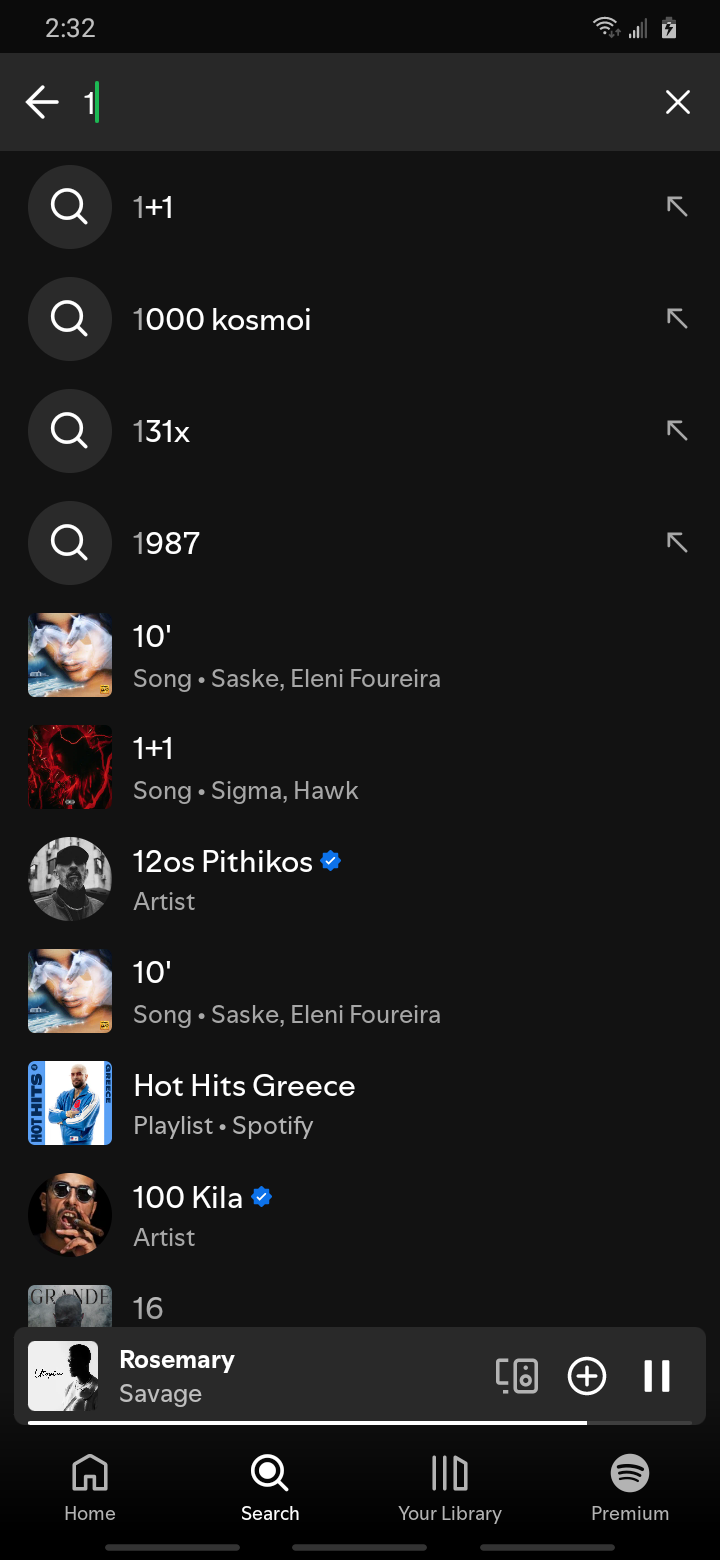 2:32
1
1+1
1000 kosmoi
131x
1987
10'
Song • Saske, Eleni Foureira
1+1
Song • Sigma, Hawk
12os Pithikos
Artist
10'
Song • Saske, Eleni Foureira
HOT HITS
GREECE
Hot Hits Greece
Playlist • Spotify
100 Kila
Artist
GRANDE
16
Utopia
Rosemary
Savage
Home
Search
Your Library
Premium